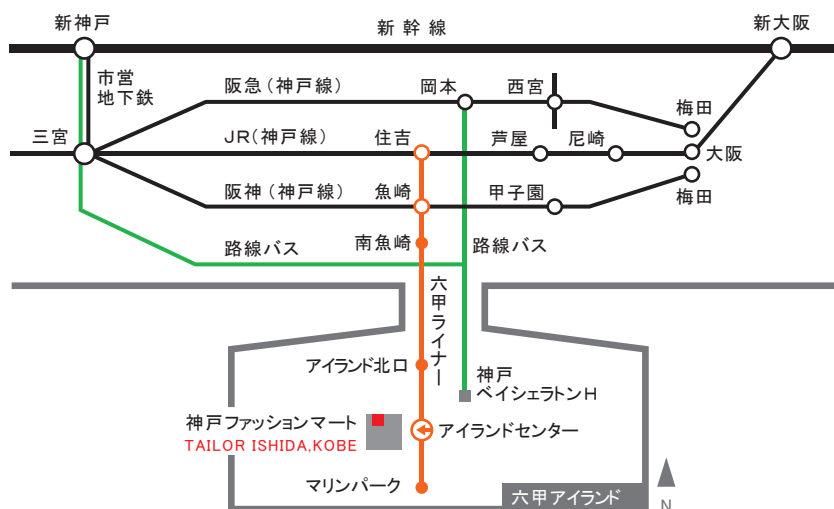 新神戸
新幹線
新大阪
市営
地下鉄
阪急（神戸線）
岡本
西宮
梅田
三宮
ＪＲ（神戸線）
住吉
芦屋
尼崎
大阪
阪神（神戸線）
魚崎
甲子園
梅田
南魚崎
路線バス
路線バス
六甲ライナー
アイランド北口
神戸
ベイシェラトンＨ
神戸ファッションマート
TAILOR ISHIDA,KOBE
アイランドセンター
マリンパーク
六甲アイランド
N